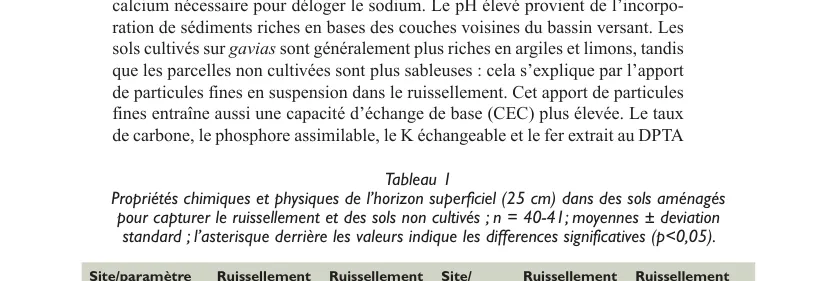 calcium nécessaire pour déloger le sodium. Le pH élevé provient de l'incorpo-
ration de sédiments riches en bases des couches voisines du bassin versant. Les
sols cultivés sur gavias sont généralement plus riches en argiles et limons, tandis
que les parcelles non cultivées sont plus sableuses : cela s'explique par l'apport
de particules fines en suspension dans le ruissellement. Cet apport de particules
fines entraîne aussi une capacité d'échange de base (CEC) plus élevée. Le taux
de carbone, le phosphore assimilable, le K échangeable et le fer extrait au DPTA
Tableau 1
Propriétés chimiques et physiques de l'horizon superficiel (25 cm) dans des sols aménagés
pour capturer le ruissellement et des sols non cultivés ; n = 40-41; moyennes ± deviation
standard ; l'asterisque derrière les valeurs indique les differences significatives (p<0,05).
Site/paramètre Ruissellement Ruissellement Site/ Ruissellement Ruissellement